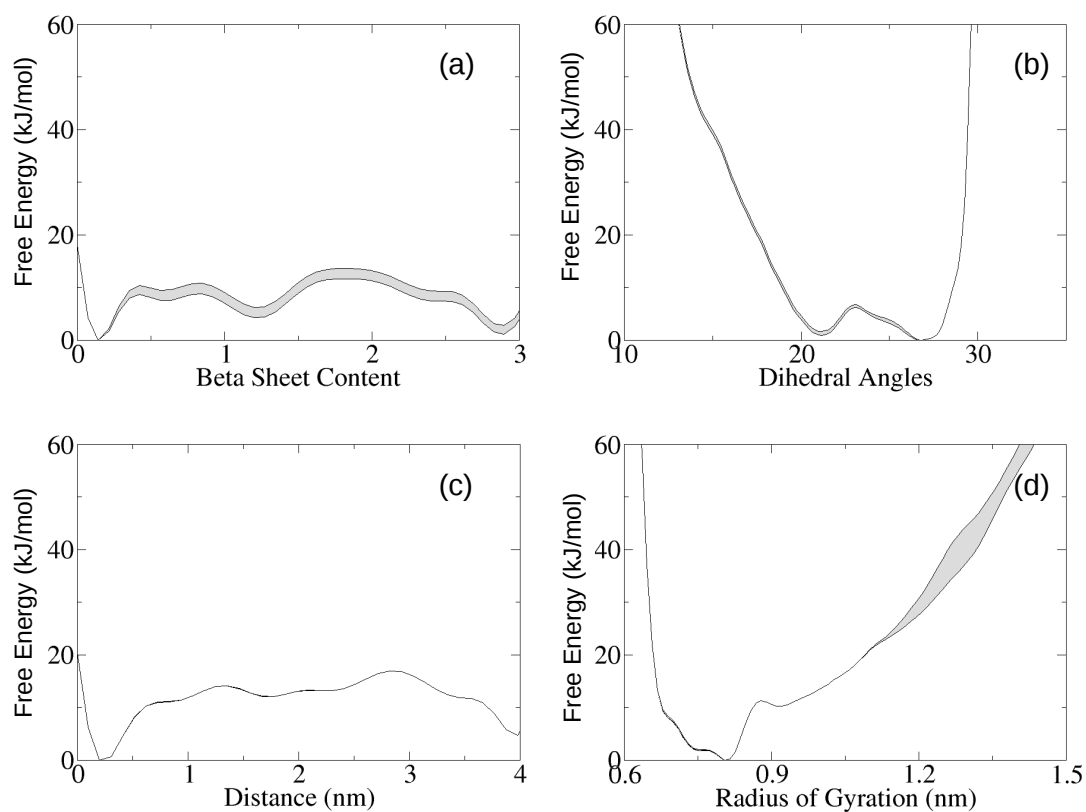 60
40
20
0
Free Energy (kJ/mol)
(a)
0 1 2 3
Beta Sheet Content
60
40
20
0
Free Energy (kJ/mol)
(b)
10 20 30
Dihedral Angles
60
40
20
0
Free Energy (kJ/mol)
(c)
0 1 2 3 4
Distance (nm)
60
40
20
0
Free Energy (kJ/mol)
(d)
0.6 0.9 1.2 1.5
Radius of Gyration (nm)